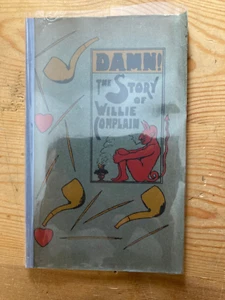 DAMN!
THE
STORY
OF
WILLIE
COMPLAIN